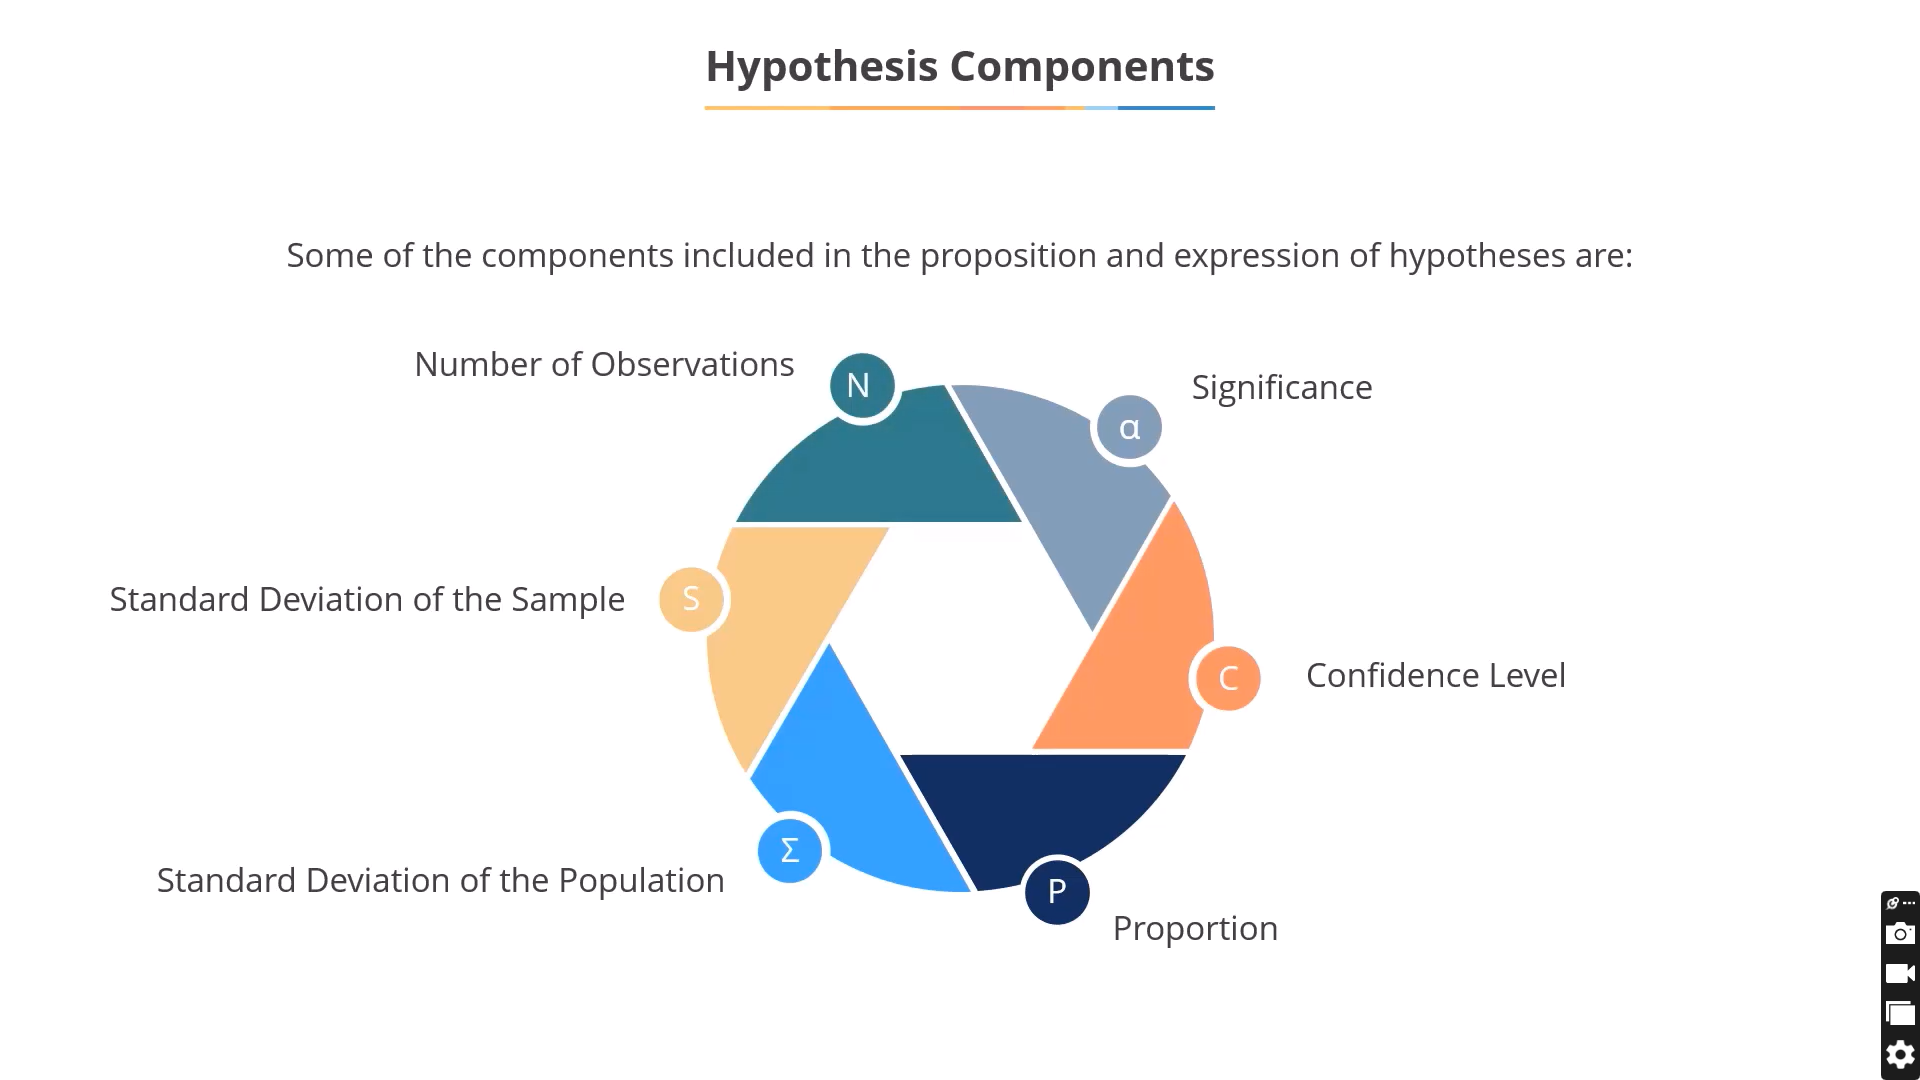 Hypothesis Components
Some of the components included in the proposition and expression of hypotheses are:
Number of Observations
N
Significance
α
Standard Deviation of the Sample
S
C
Confidence Level
Σ
Standard Deviation of the Population
P
Proportion